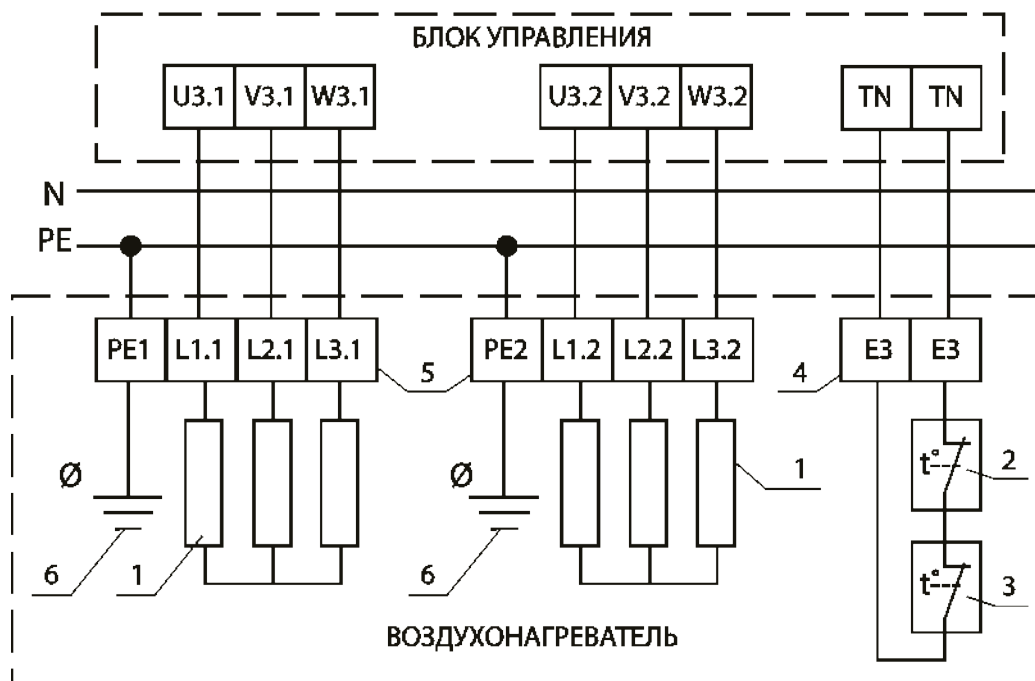 БЛОК УПРАВЛЕНИЯ
U3.1 V3.1 W3.1 U3.2 V3.2 W3.2 TN TN
N
PE
PE1 L1.1 L2.1 L3.1 5 PE2 L1.2 L2.2 L3.2 4 E3 E3
Ø Ø 1 t° 2
6 1 6 t° 3
ВОЗДУХОНАГРЕВАТЕЛЬ